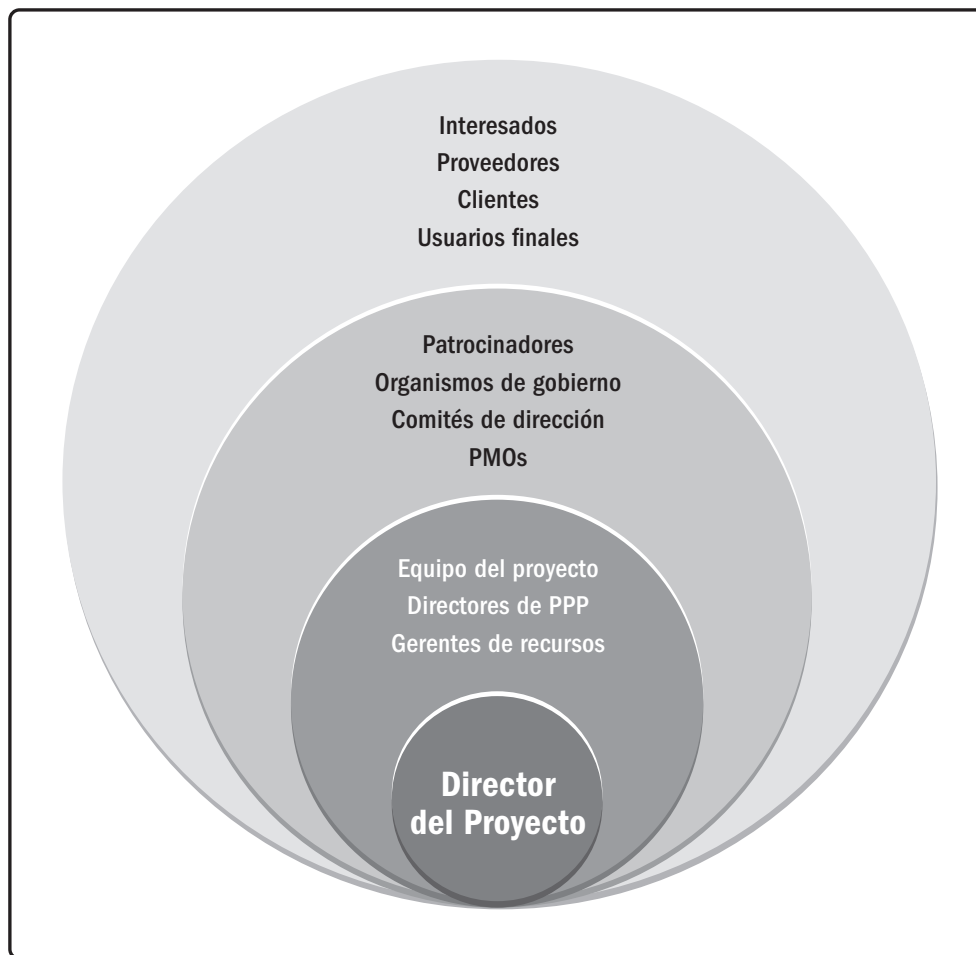 Interesados
Proveedores
Clientes
Usuarios finales
Patrocinadores
Organismos de gobierno
Comités de dirección
PMOs
Equipo del proyecto
Directores de PPP
Gerentes de recursos
Director
del Proyecto